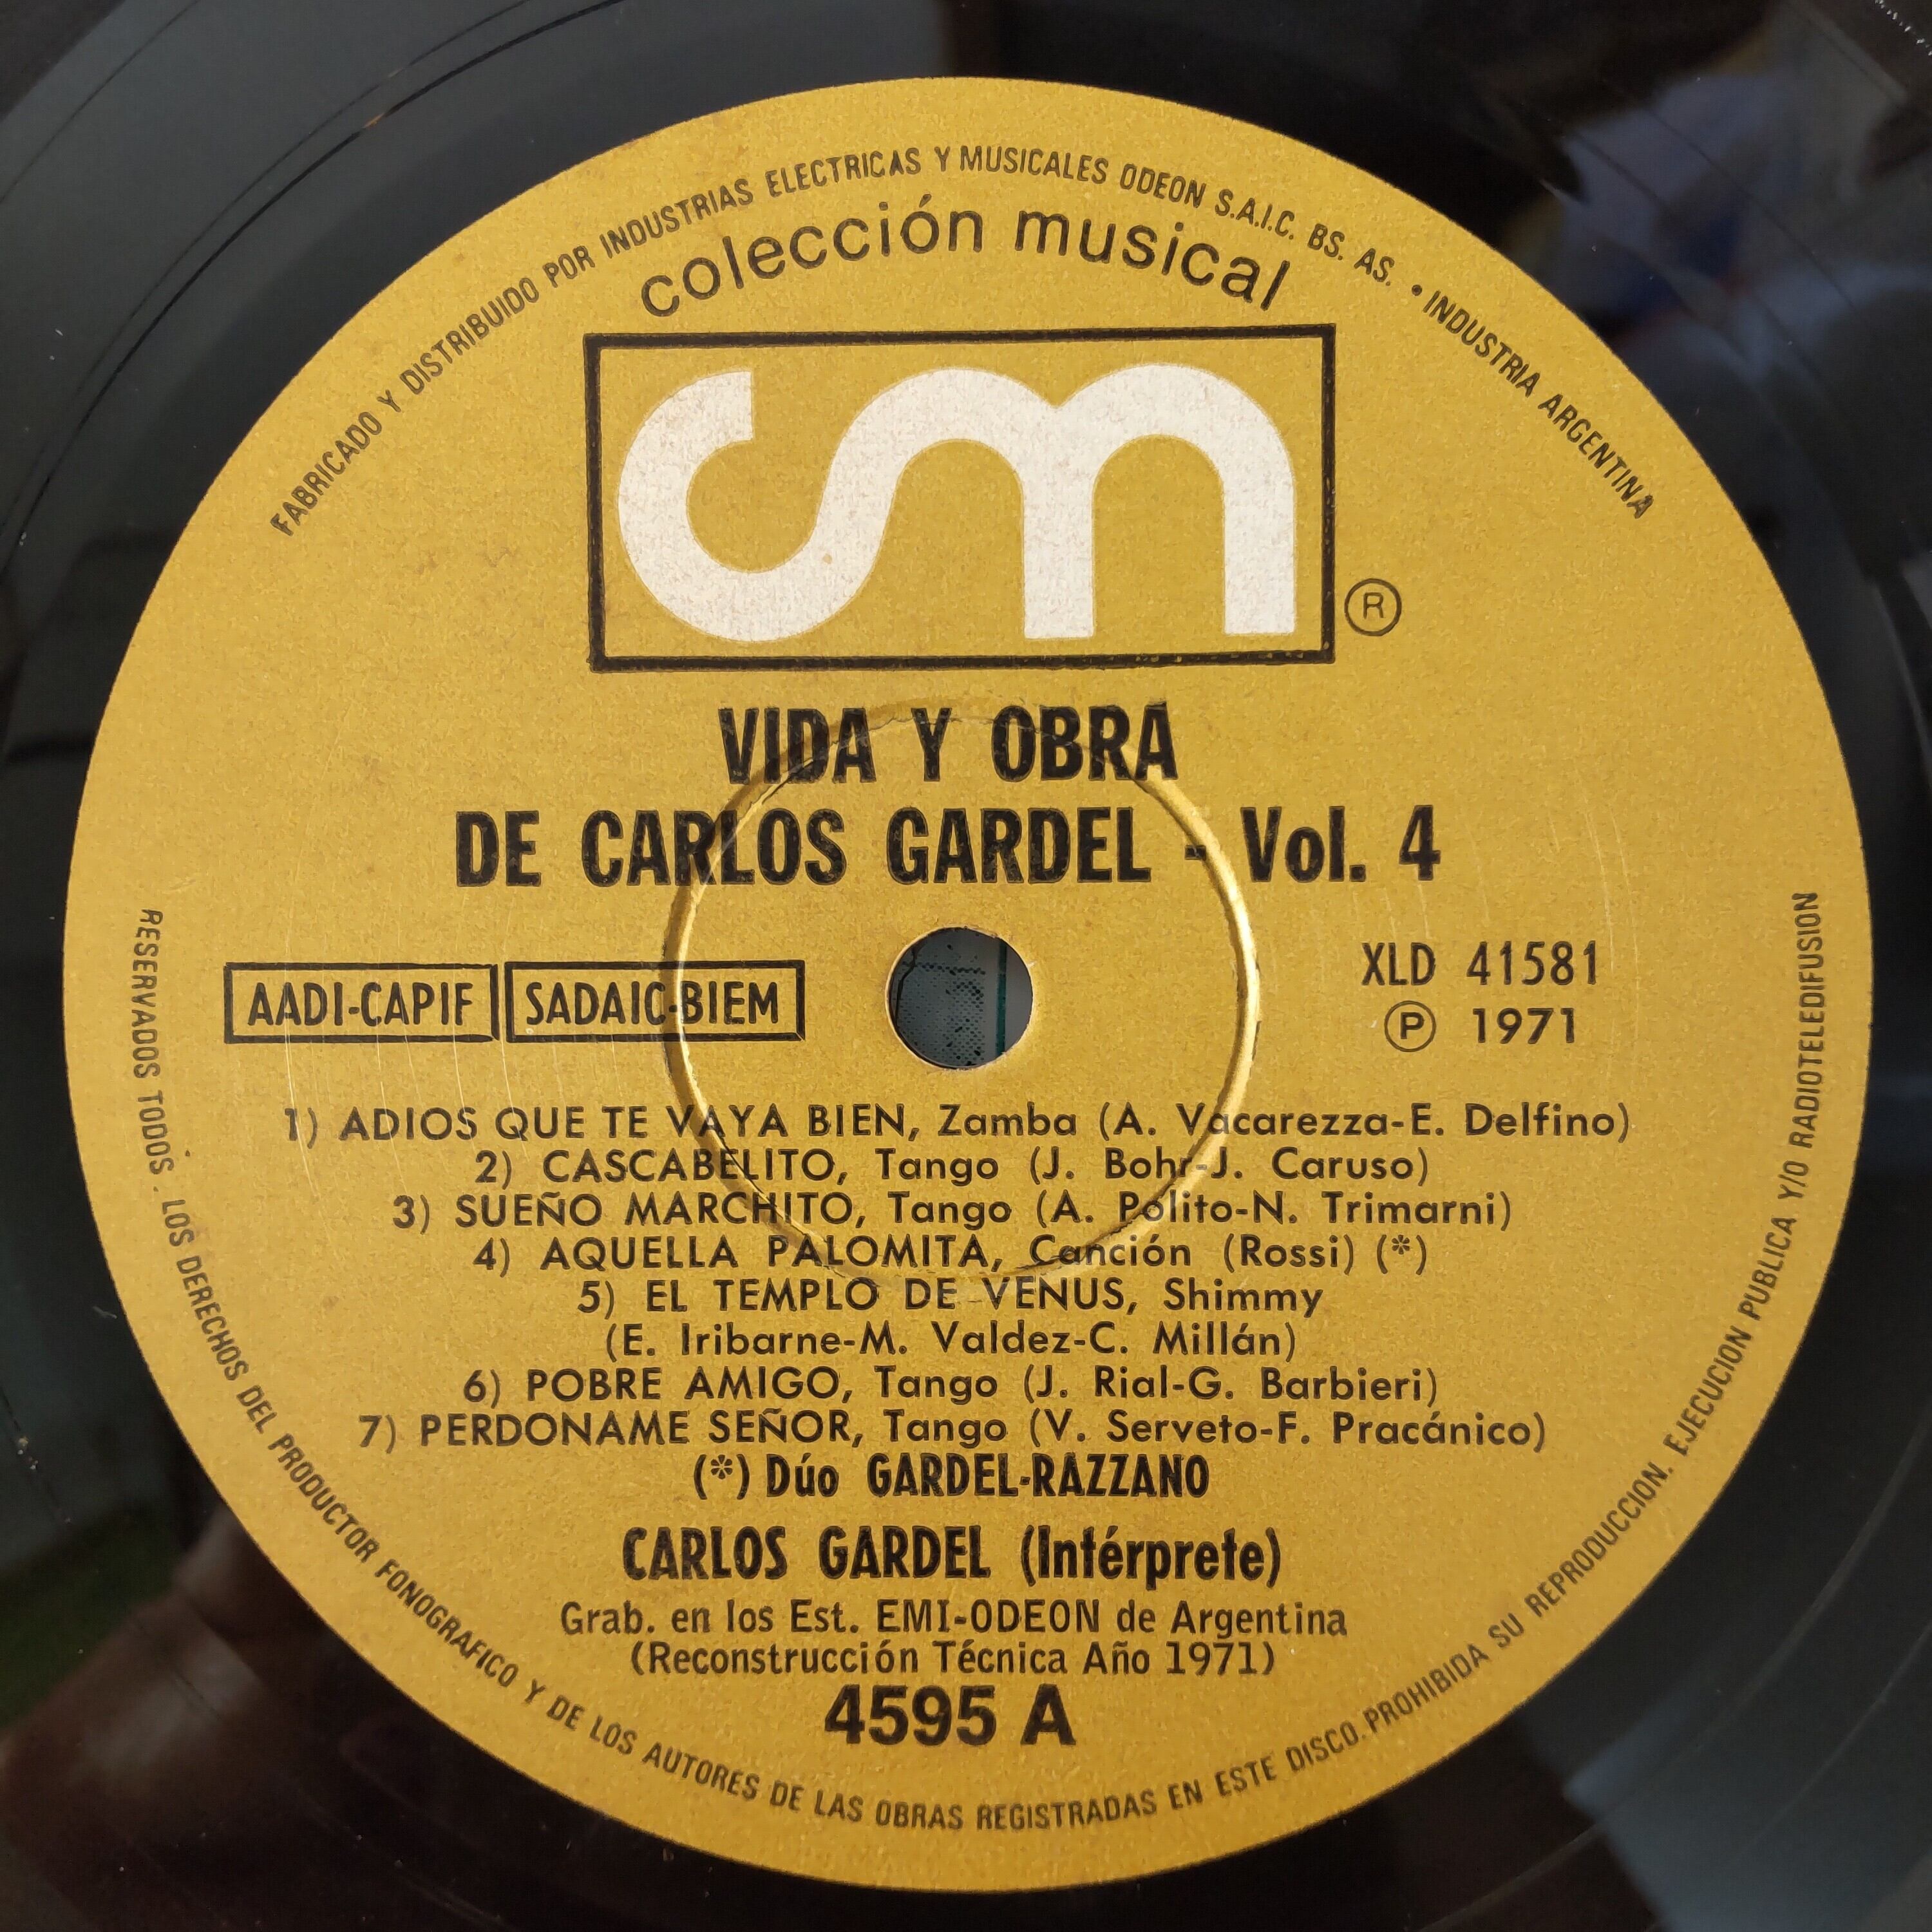 FABRICADO Y DISTRIBUIDO POR INDUSTRIAS ELECTRICAS Y MUSICALES ODEON S.A.I.C. BS. AS. • INDUSTRIA ARGENTINA
colección musical
cm
®
VIDA Y OBRA
DE CARLOS GARDEL - Vol. 4
AADI-CAPIF SADAIC-BIEM
XLD 41581
℗ 1971
1) ADIOS QUE TE VAYA BIEN, Zamba (A. Vacarezza-E. Delfino)
2) CASCABELITO, Tango (J. Bohr-J. Caruso)
3) SUEÑO MARCHITO, Tango (A. Polito-N. Trimarni)
4) AQUELLA PALOMITA, Canción (Rossi) (*)
5) EL TEMPLO DE VENUS, Shimmy
(E. Iribarne-M. Valdez-C. Millán)
6) POBRE AMIGO, Tango (J. Rial-G. Barbieri)
7) PERDONAME SEÑOR, Tango (V. Serveto-F. Pracánico)
(*) Dúo GARDEL-RAZZANO
CARLOS GARDEL (Intérprete)
Grab. en los Est. EMI-ODEON de Argentina
(Reconstrucción Técnica Año 1971)
4595 A
RESERVADOS TODOS . LOS DERECHOS DEL PRODUCTOR FONOGRAFICO Y DE LOS AUTORES DE LAS OBRAS REGISTRADAS EN ESTE DISCO. PROHIBIDA SU REPRODUCCION. EJECUCION PUBLICA Y/O RADIOTELEDIFUSION